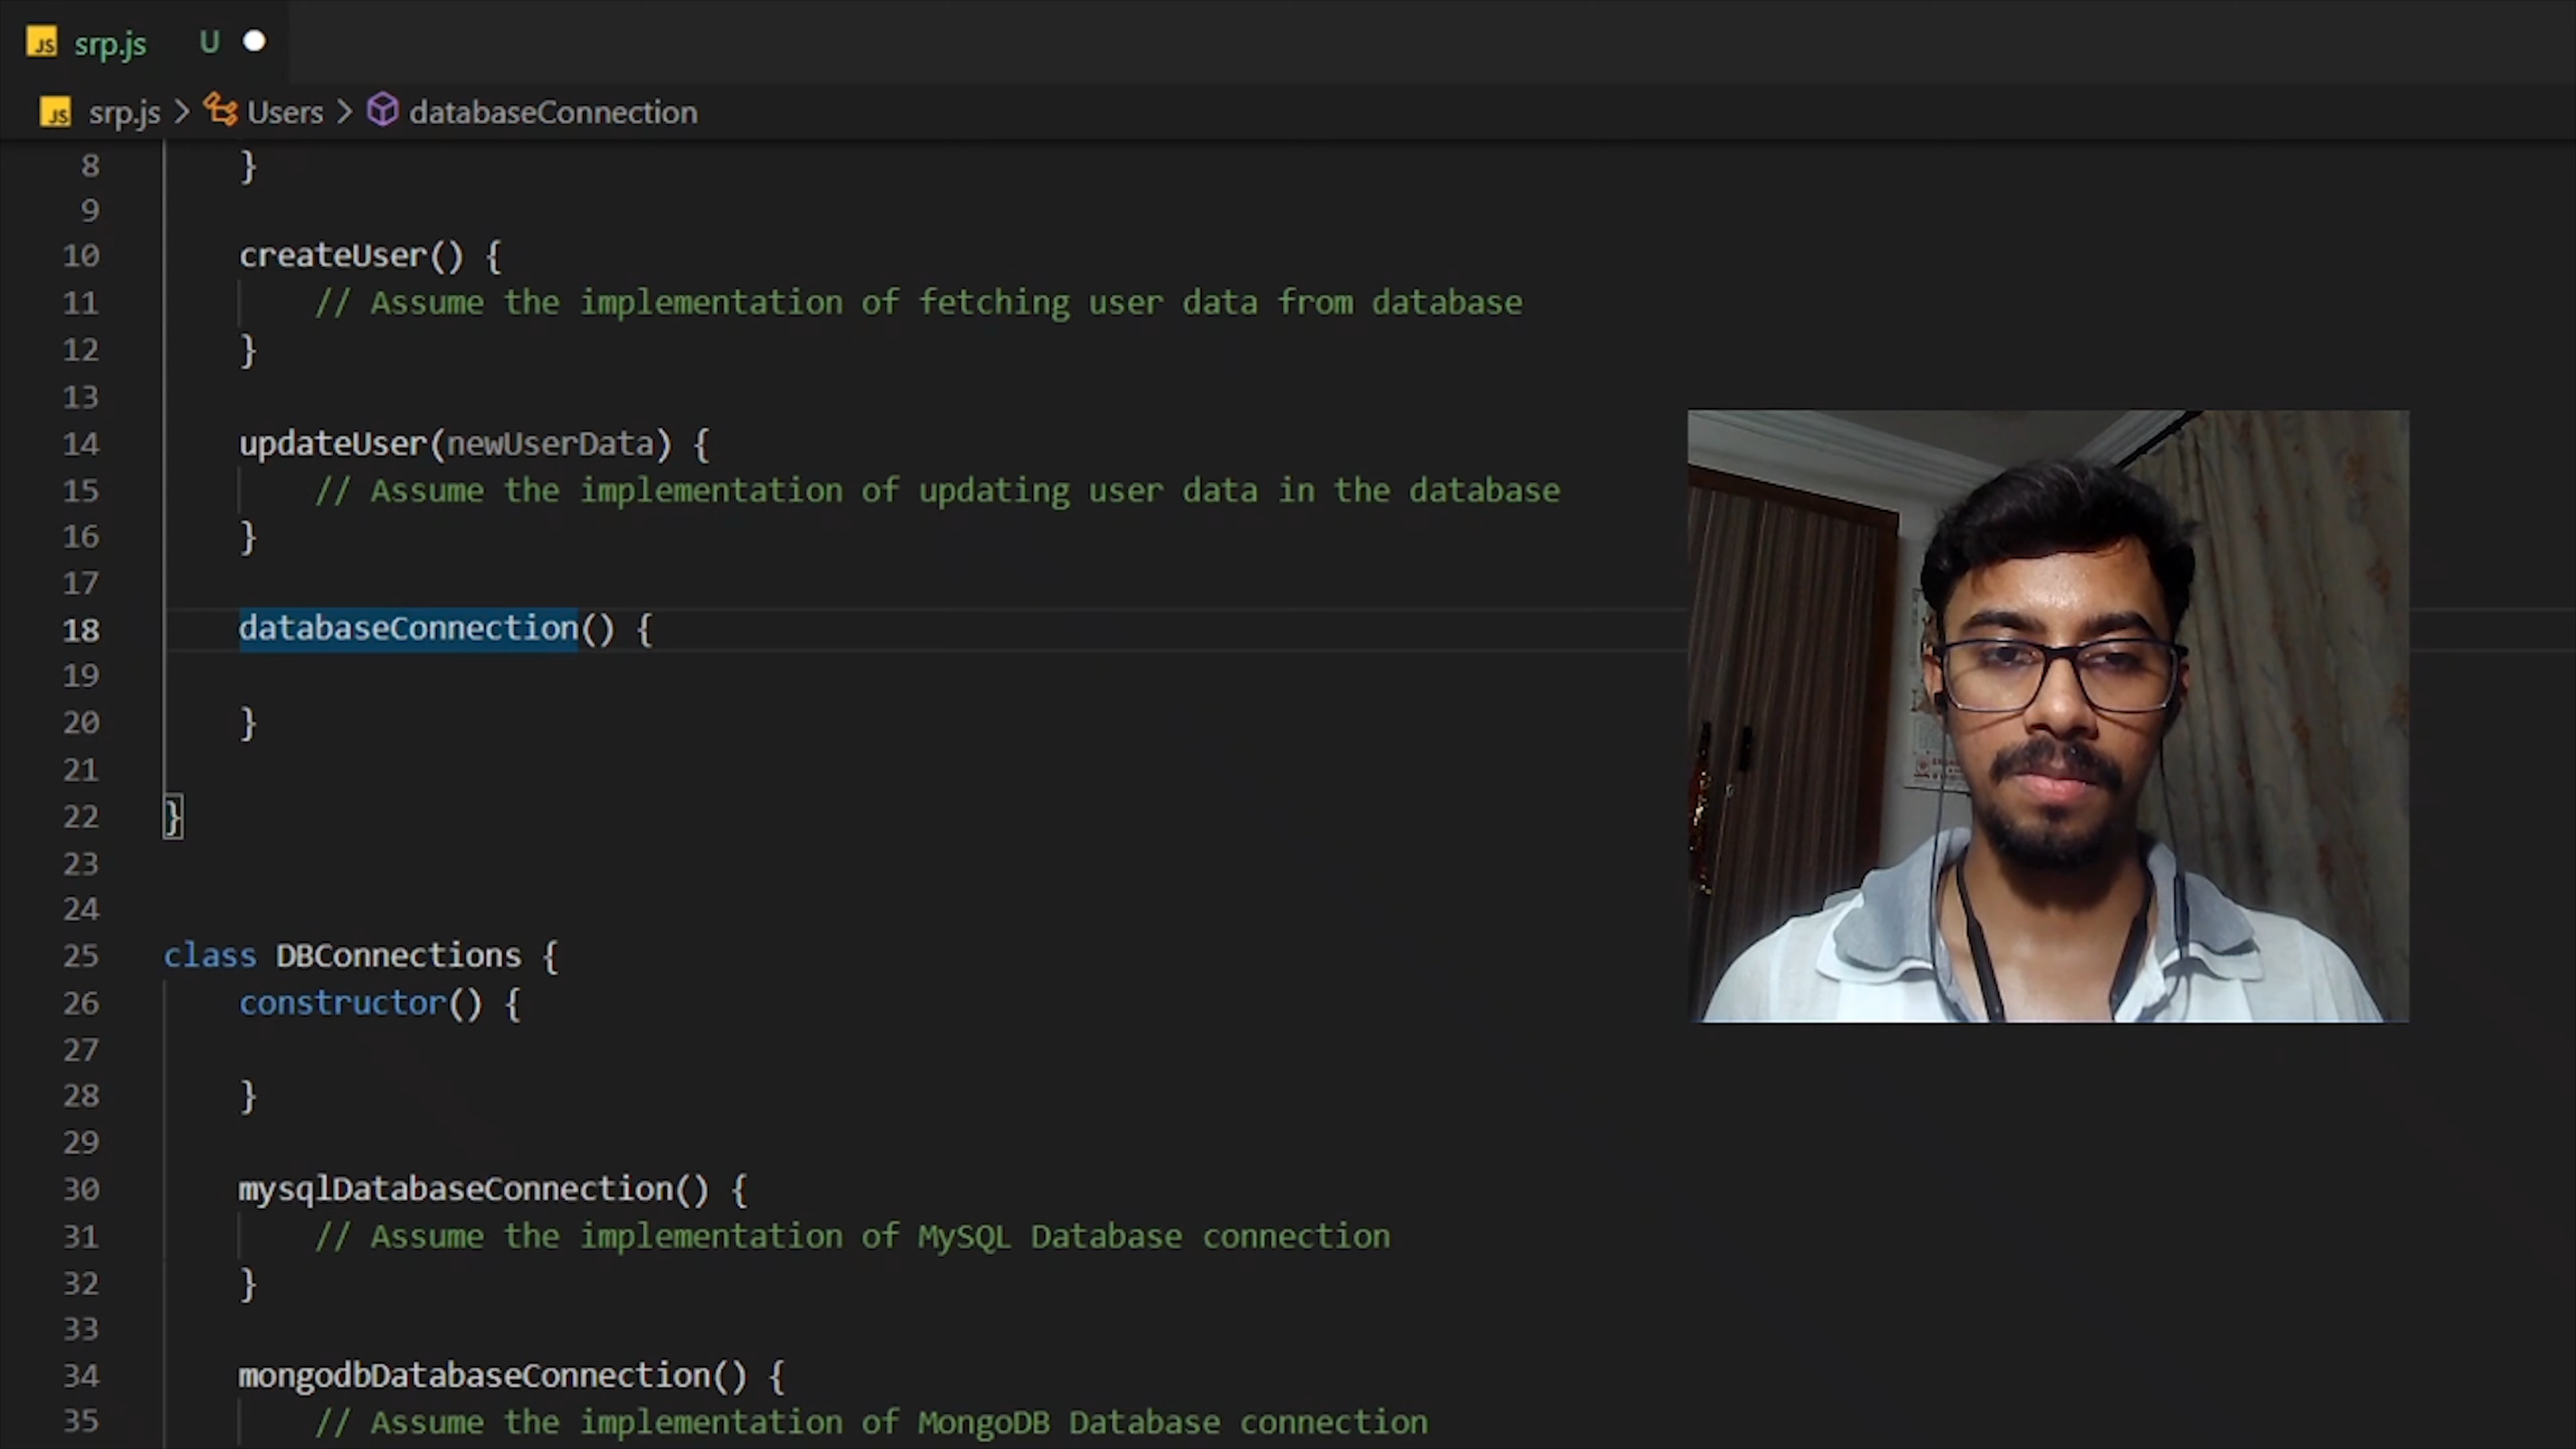 JS srp.js U
JS srp.js > Users > databaseConnection
8 }
9
10 createUser() {
11 // Assume the implementation of fetching user data from database
12 }
13
14 updateUser(newUserData) {
15 // Assume the implementation of updating user data in the database
16 }
17
18 databaseConnection() {
19
20 }
21
22 }
23
24
25 class DBConnections {
26 constructor() {
27
28 }
29
30 mysqlDatabaseConnection() {
31 // Assume the implementation of MySQL Database connection
32 }
33
34 mongodbDatabaseConnection() {
35 // Assume the implementation of MongoDB Database connection